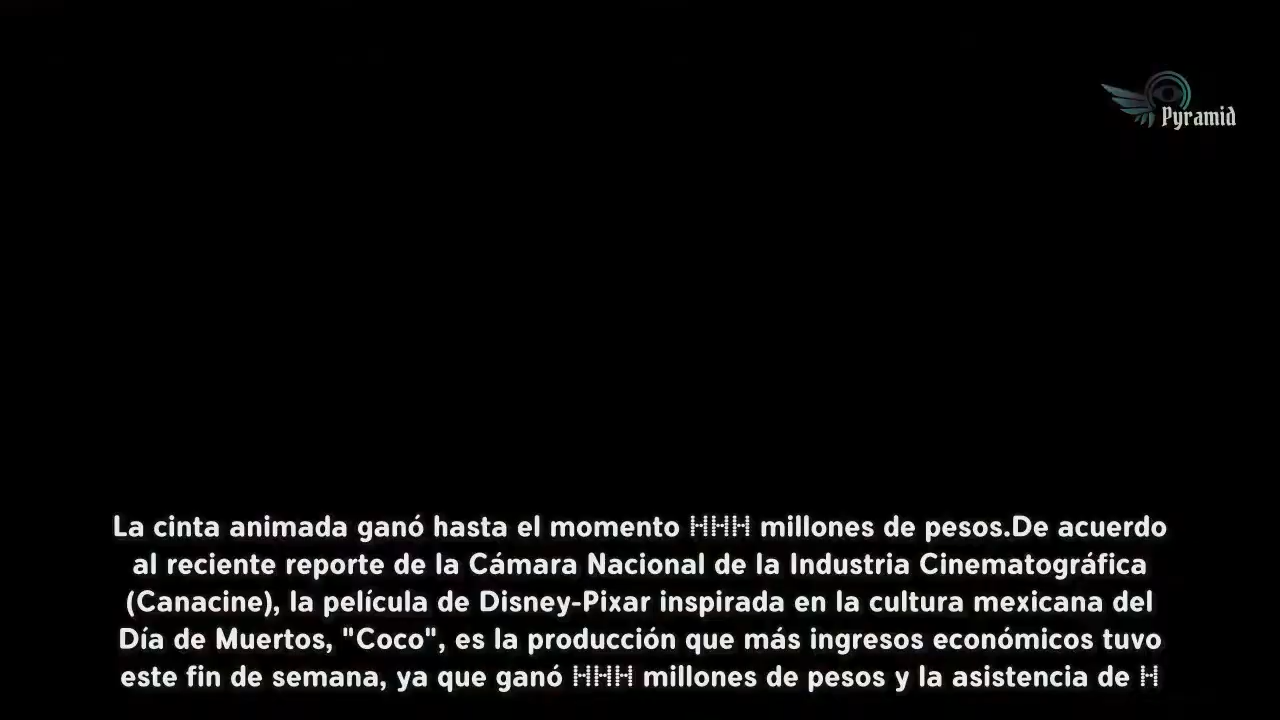 Pyramid
La cinta animada ganó hasta el momento HHH millones de pesos.De acuerdo
al reciente reporte de la Cámara Nacional de la Industria Cinematográfica
(Canacine), la película de Disney-Pixar inspirada en la cultura mexicana del
Día de Muertos, "Coco", es la producción que más ingresos económicos tuvo
este fin de semana, ya que ganó HHH millones de pesos y la asistencia de H